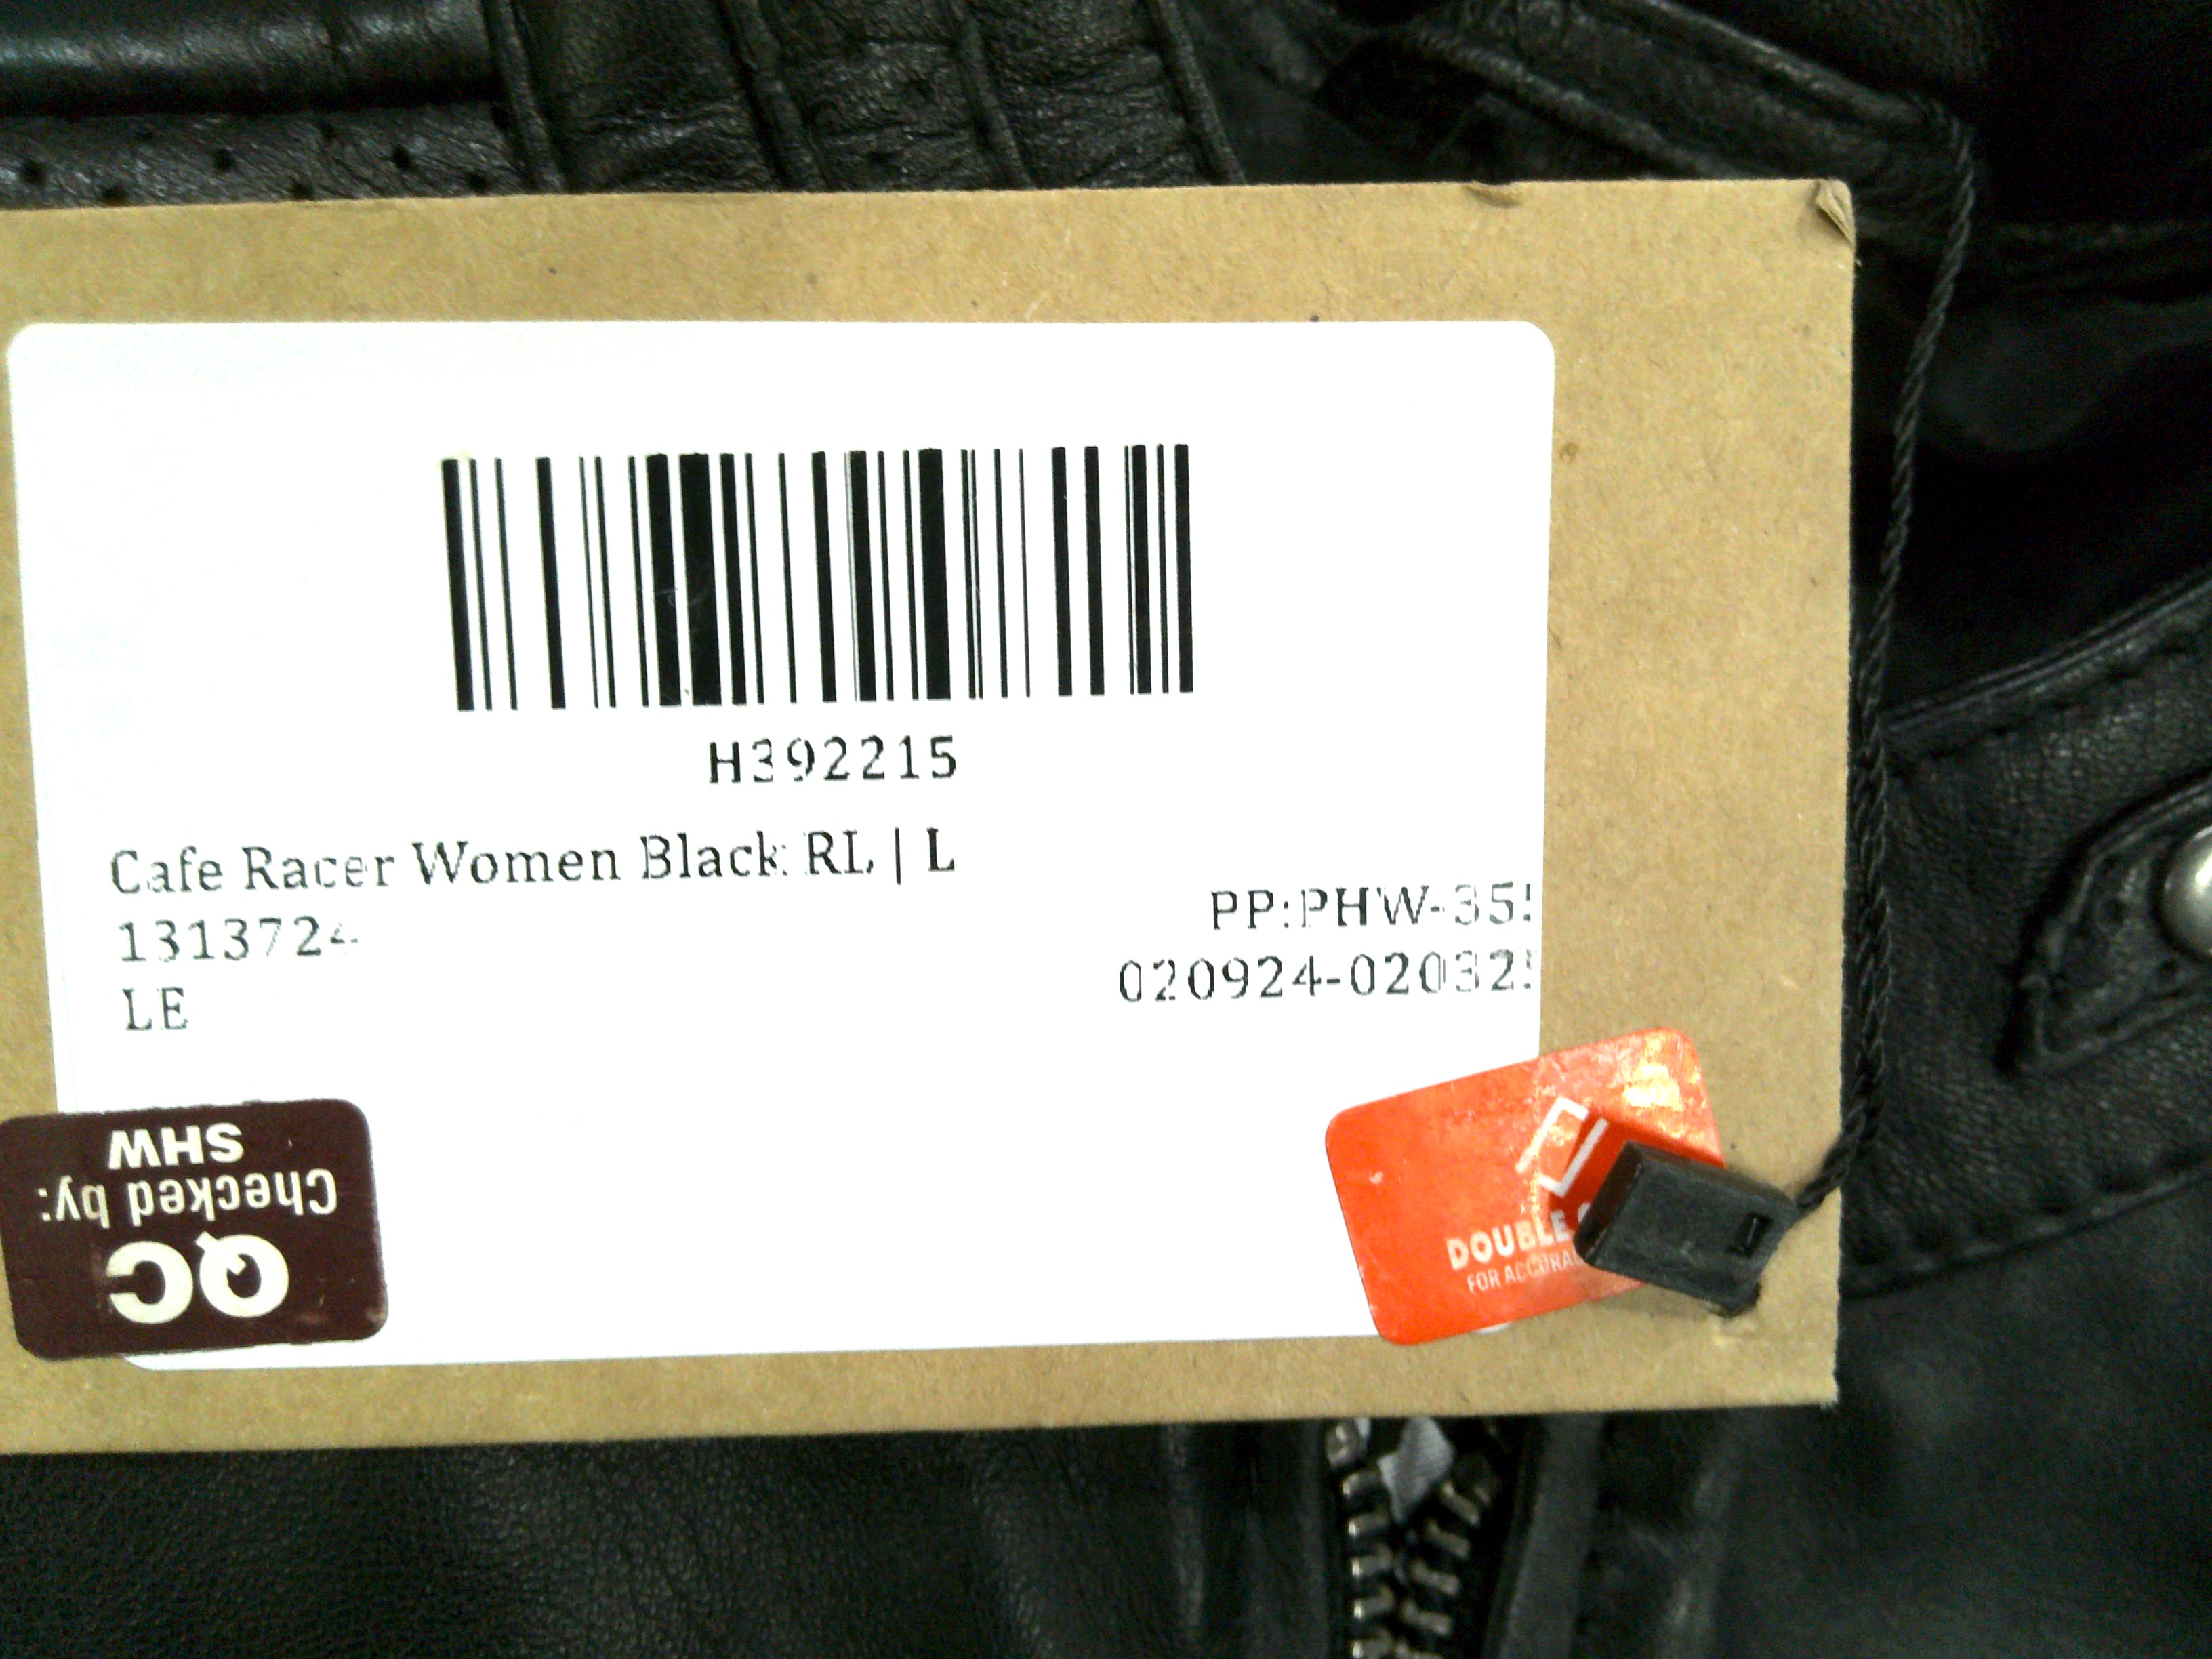 H392215
Cafe Racer Women Black RL | L
1313724
LE
PP:PHW-35
020924-02032
QC
Checked by:
SHW
DOUBLE
FOR